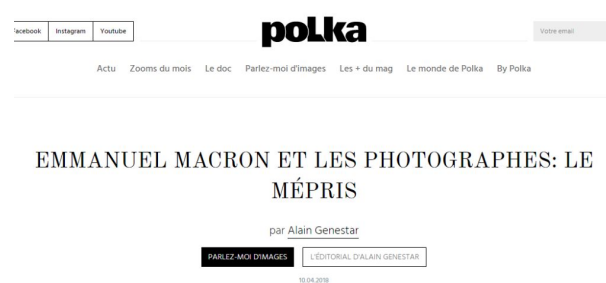 Facebook Instagram Youtube
polka
Votre email
Actu Zooms du mois Le doc Parlez-moi d'images Les + du mag Le monde de Polka By Polka
EMMANUEL MACRON ET LES PHOTOGRAPHES: LE
MÉPRIS
par Alain Genestar
PARLEZ-MOI D'IMAGES L'ÉDITORIAL D'ALAIN GENESTAR
10.04.2018